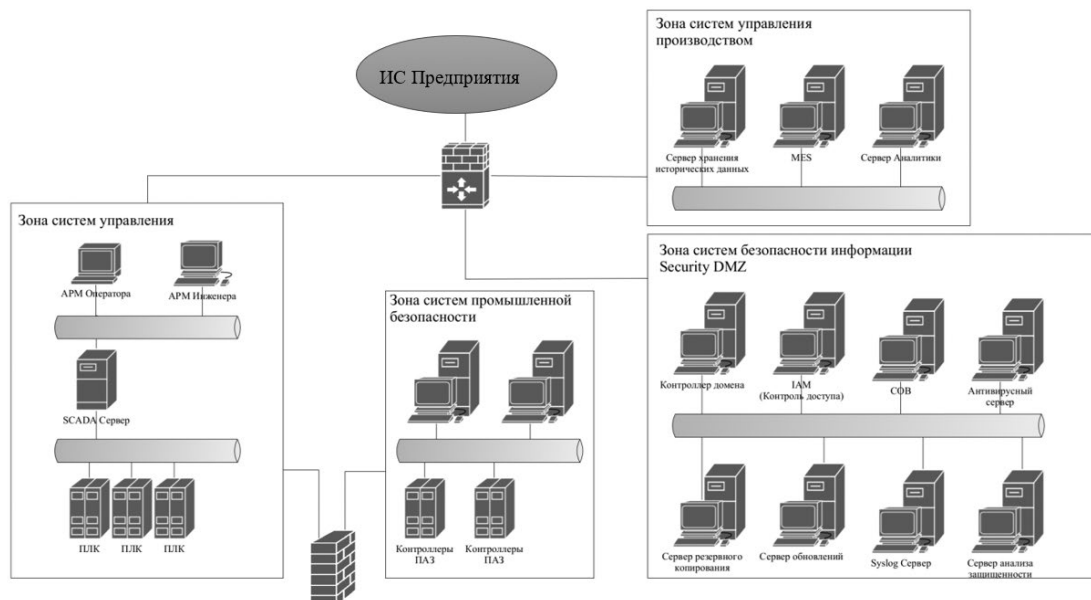 ИС Предприятия
Зона систем управления
производством
Сервер хранения
исторических данных
MES
Сервер Аналитики
Зона систем управления
АРМ Оператора
АРМ Инженера
SCADA Сервер
ПЛК
ПЛК
ПЛК
Зона систем промышленной
безопасности
Контроллеры
ПАЗ
Контроллеры
ПАЗ
Зона систем безопасности информации
Security DMZ
Контроллер домена
IAM
(Контроль доступа)
СОВ
Антивирусный
сервер
Сервер резервного
копирования
Сервер обновлений
Syslog Сервер
Сервер анализа
защищенности